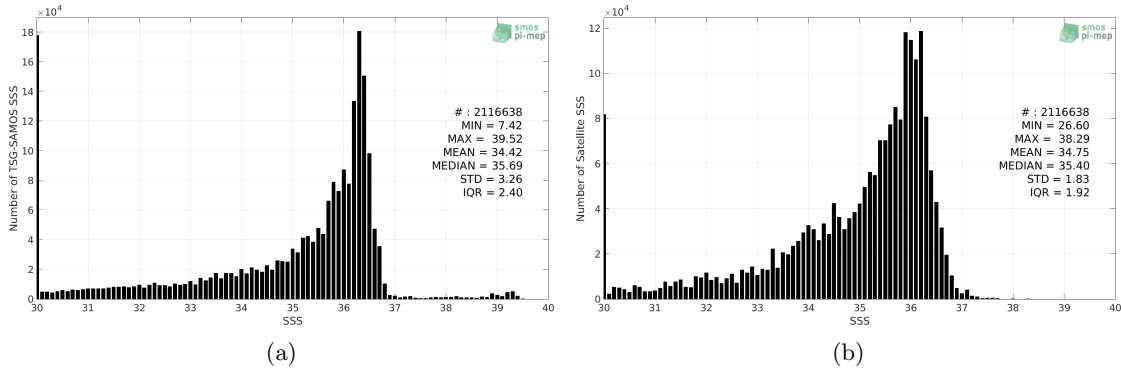 ×10⁴
18
16
14
12
10
8
6
4
2
0
Number of TSG-SAMOS SSS
smos
pi-mep
# : 2116638
MIN = 7.42
MAX = 39.52
MEAN = 34.42
MEDIAN = 35.69
STD = 3.26
IQR = 2.40
30 31 32 33 34 35 36 37 38 39 40
SSS
(a)
×10⁴
12
10
8
6
4
2
0
Number of Satellite SSS
smos
pi-mep
# : 2116638
MIN = 26.60
MAX = 38.29
MEAN = 34.75
MEDIAN = 35.40
STD = 1.83
IQR = 1.92
30 31 32 33 34 35 36 37 38 39 40
SSS
(b)